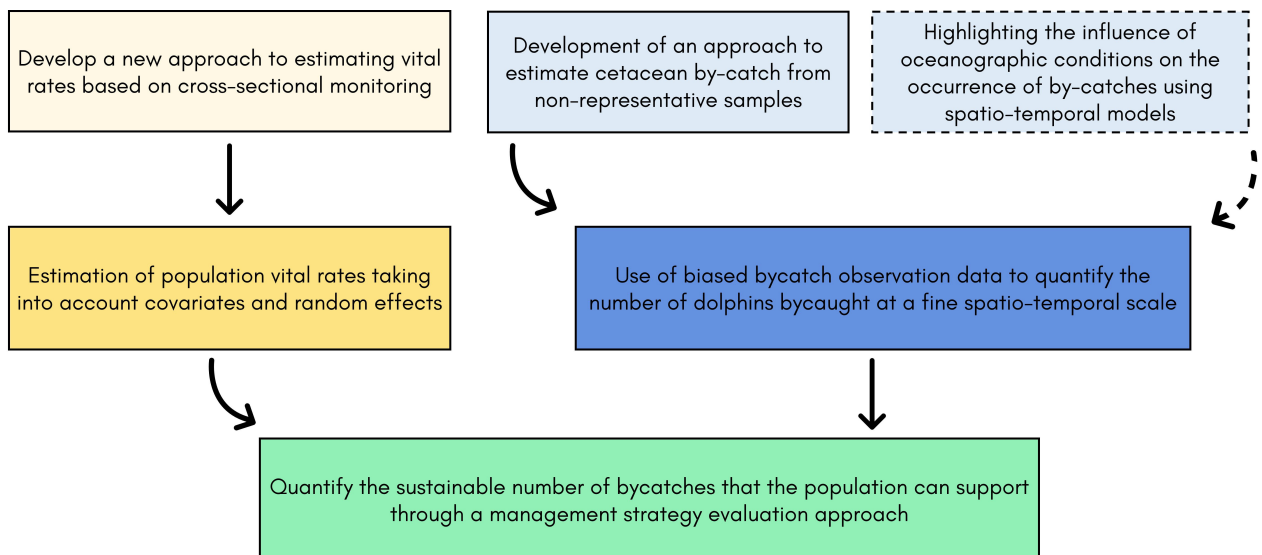 Develop a new approach to estimating vital
rates based on cross-sectional monitoring
Development of an approach to
estimate cetacean by-catch from
non-representative samples
Highlighting the influence of
oceanographic conditions on the
occurrence of by-catches using
spatio-temporal models
Estimation of population vital rates taking
into account covariates and random effects
Use of biased bycatch observation data to quantify the
number of dolphins bycaught at a fine spatio-temporal scale
Quantify the sustainable number of bycatches that the population can support
through a management strategy evaluation approach